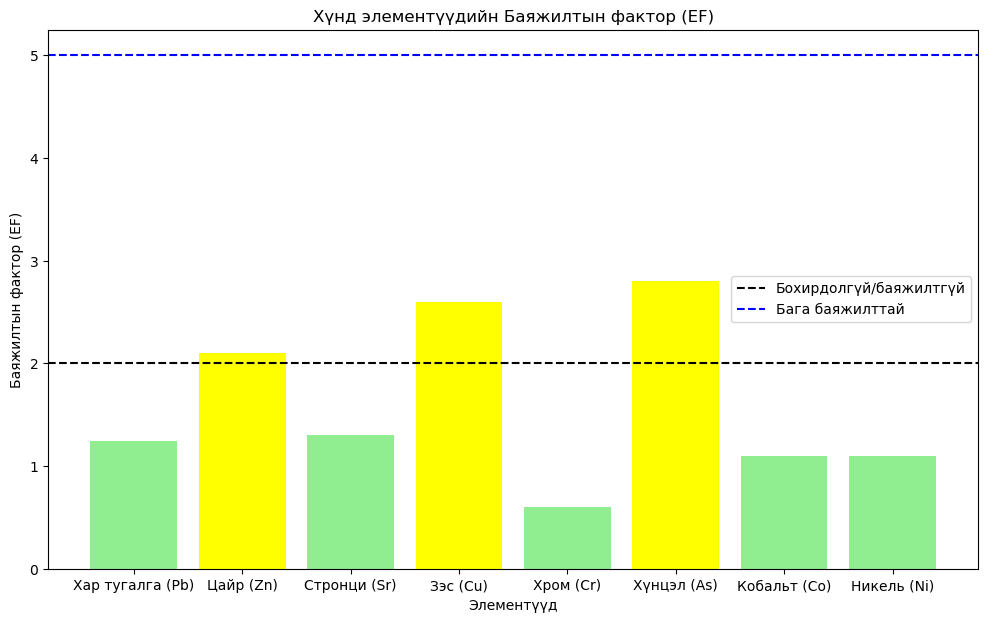 Хүнд элементүүдийн Баяжилтын фактор (EF)
Баяжилтын фактор (EF)
5
4
3
2
1
0
Бохирдолгүй/баяжилтгүй
Бага баяжилттай
Хар тугалга (Pb) Цайр (Zn) Стронци (Sr) Зэс (Cu) Хром (Cr) Хүнцэл (As) Кобальт (Co) Никель (Ni)
Элементүүд